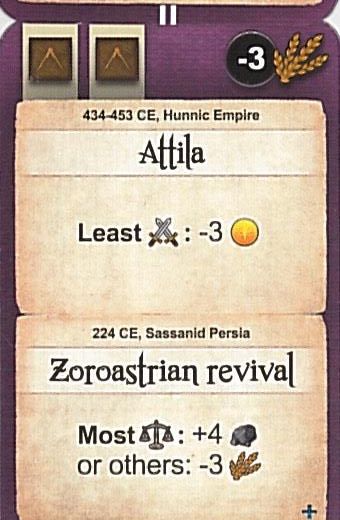 -3
434-453 CE, Hunnic Empire
Attila
Least : -3
224 CE, Sassanid Persia
Zoroastrian revival
Most : +4
or others: -3
+